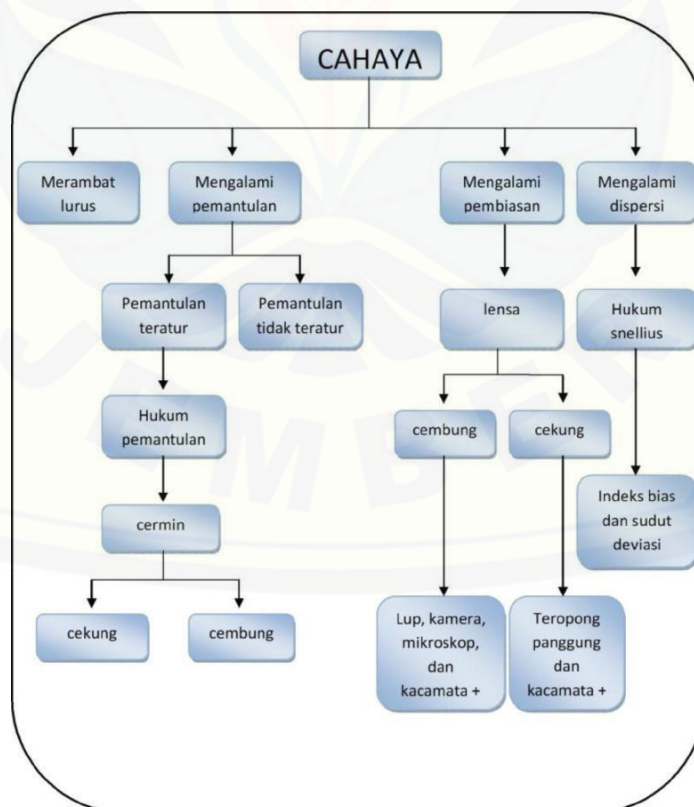 CAHAYA
Merambat
lurus
Mengalami
pemantulan
Mengalami
pembiasan
Mengalami
dispersi
Pemantulan
teratur
Pemantulan
tidak teratur
lensa
Hukum
snellius
Hukum
pemantulan
cembung
cekung
Indeks bias
dan sudut
deviasi
cermin
cekung
cembung
Lup, kamera,
mikroskop,
dan
kacamata +
Teropong
panggung
dan
kacamata +
JEMBER